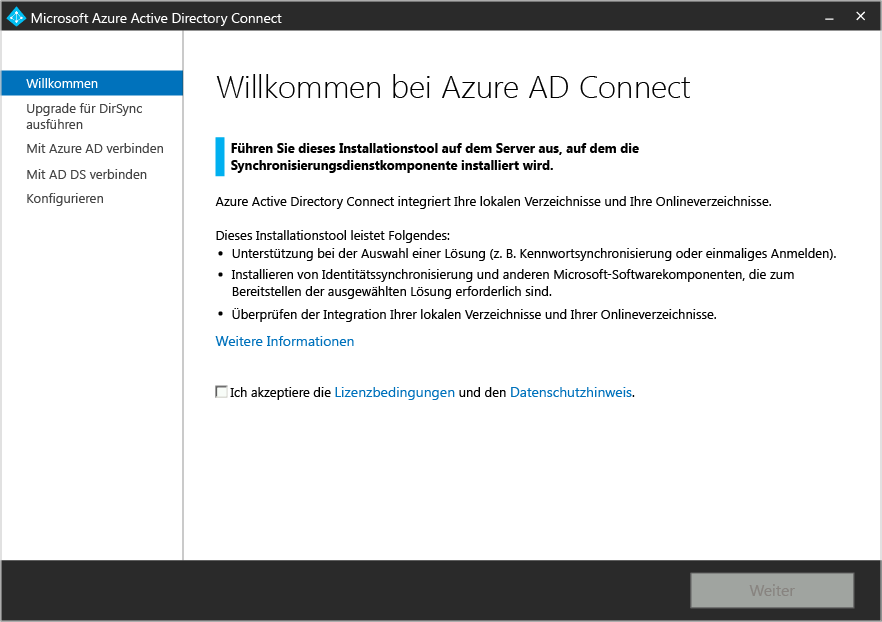 Microsoft Azure Active Directory Connect
Willkommen
Upgrade für DirSync
ausführen
Mit Azure AD verbinden
Mit AD DS verbinden
Konfigurieren
Willkommen bei Azure AD Connect
Führen Sie dieses Installationstool auf dem Server aus, auf dem die
Synchronisierungsdienstkomponente installiert wird.
Azure Active Directory Connect integriert Ihre lokalen Verzeichnisse und Ihre Onlineverzeichnisse.
Dieses Installationstool leistet Folgendes:
• Unterstützung bei der Auswahl einer Lösung (z. B. Kennwortsynchronisierung oder einmaliges Anmelden).
• Installieren von Identitätssynchronisierung und anderen Microsoft-Softwarekomponenten, die zum
Bereitstellen der ausgewählten Lösung erforderlich sind.
• Überprüfen der Integration Ihrer lokalen Verzeichnisse und Ihrer Onlineverzeichnisse.
Weitere Informationen
Ich akzeptiere die Lizenzbedingungen und den Datenschutzhinweis.
Weiter